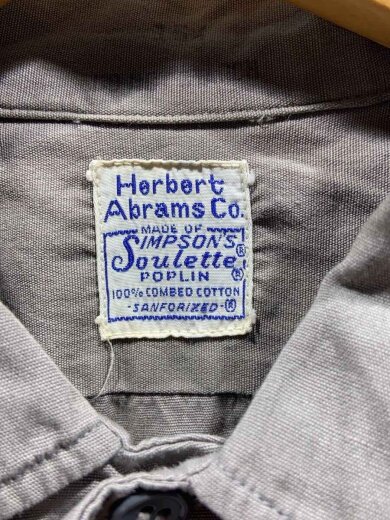 Herbert
Abrams Co.
MADE OF
SIMPSON'S
Soulette®
POPLIN ®
100% COMBED COTTON
-SANFORIZED-®